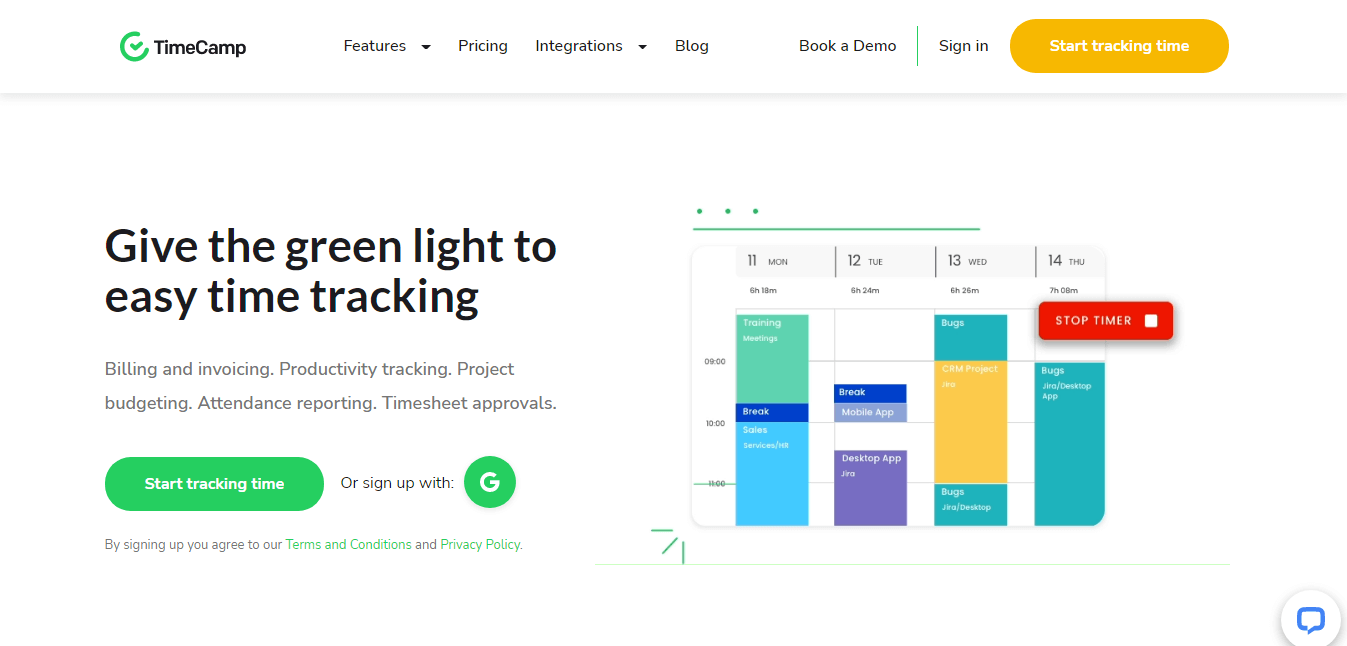 TimeCamp
Features
Pricing
Integrations
Blog
Book a Demo
Sign in
Start tracking time
Give the green light to
easy time tracking
Billing and invoicing. Productivity tracking. Project
budgeting. Attendance reporting. Timesheet approvals.
Start tracking time
Or sign up with:
G
By signing up you agree to our Terms and Conditions and Privacy Policy.
11 MON
12 TUE
13 WED
14 THU
6h 18m
6h 24m
6h 26m
7h 08m
STOP TIMER
09:00
10:00
11:00
Training
Meetings
Break
Sales
Services/HR
Break
Mobile App
Desktop App
Jira
Bugs
CRM Project
Jira
Bugs
Jira/Desktop
Bugs
Jira/Desktop
App